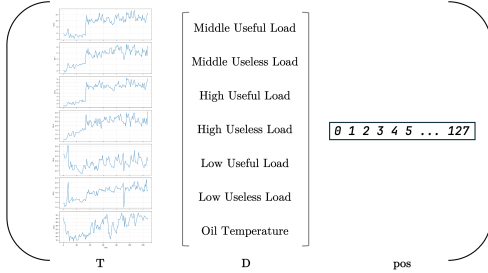 Middle Useful Load
Middle Useless Load
High Useful Load
High Useless Load
Low Useful Load
Low Useless Load
Oil Temperature
0 1 2 3 4 5 ... 127
T
D
pos